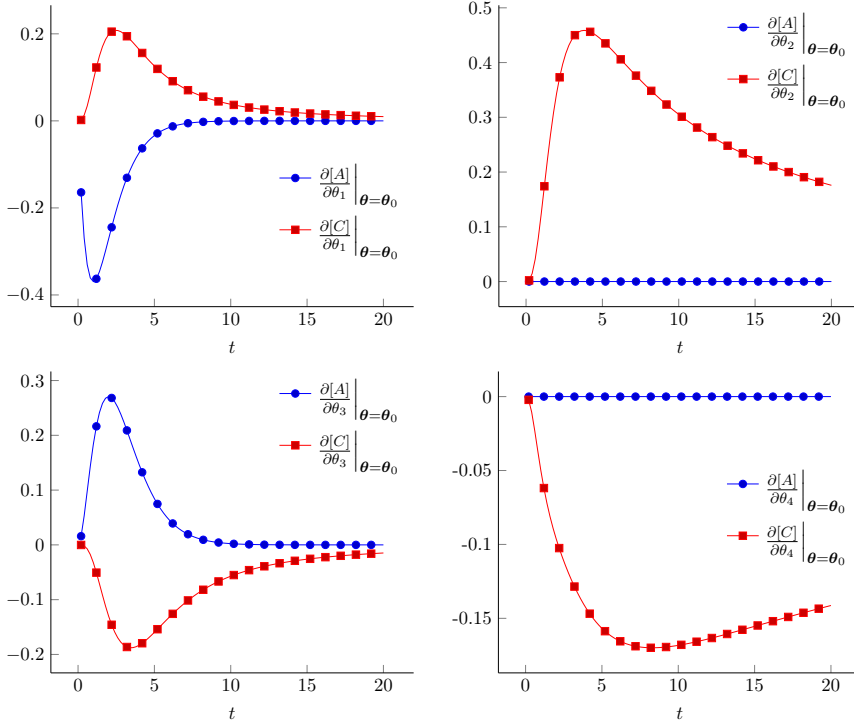 0.2
0
−0.2
−0.4
0 5 10 15 20
t
∂[A]/∂θ₁|θ=θ₀
∂[C]/∂θ₁|θ=θ₀
0.5
0.4
0.3
0.2
0.1
0
0 5 10 15 20
t
∂[A]/∂θ₂|θ=θ₀
∂[C]/∂θ₂|θ=θ₀
0.3
0.2
0.1
0
−0.1
−0.2
0 5 10 15 20
t
∂[A]/∂θ₃|θ=θ₀
∂[C]/∂θ₃|θ=θ₀
0
-0.05
-0.1
-0.15
0 5 10 15 20
t
∂[A]/∂θ₄|θ=θ₀
∂[C]/∂θ₄|θ=θ₀